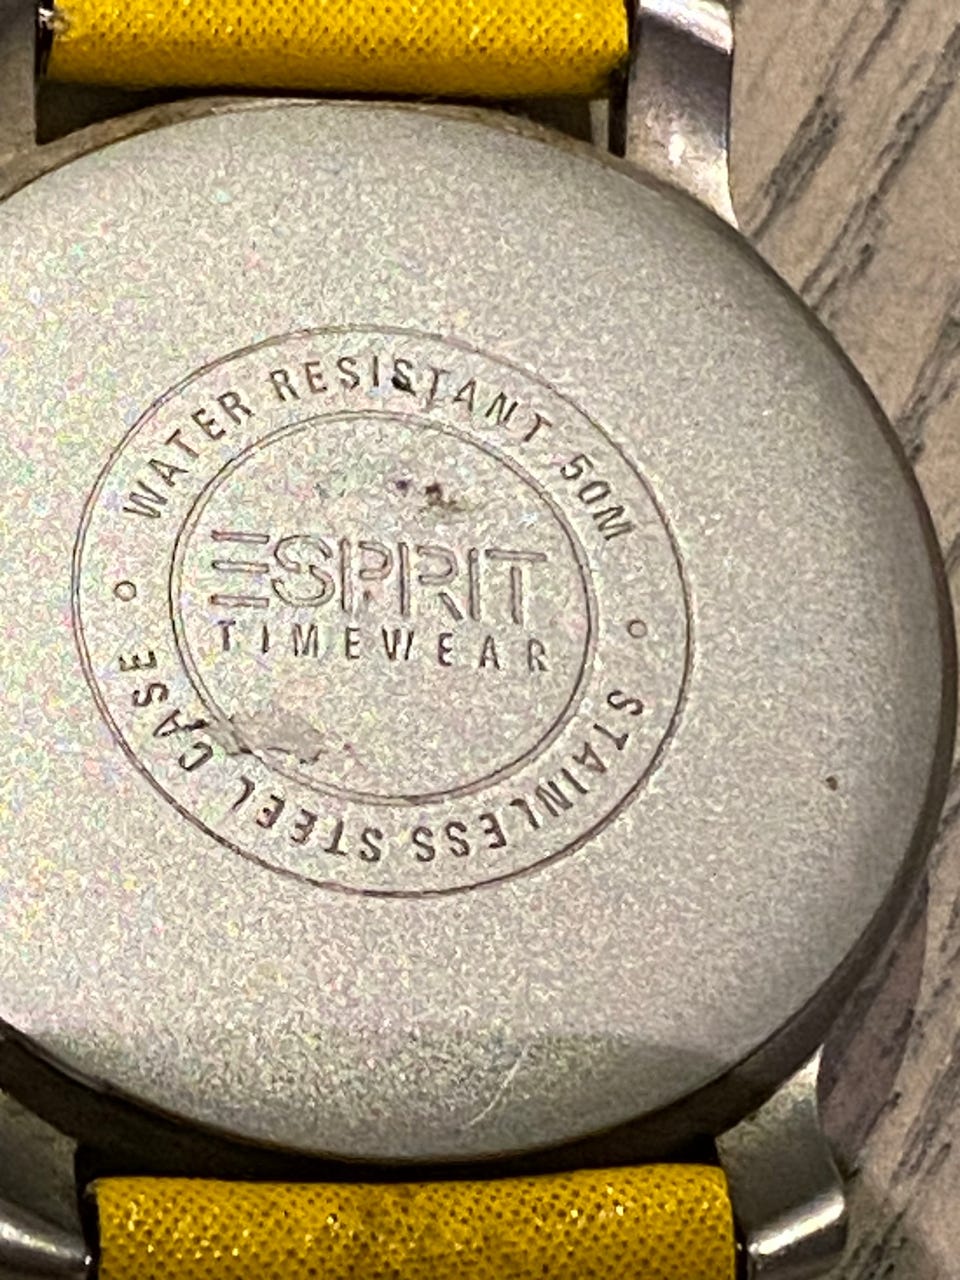 WATER RESISTANT 50M
ESPRIT
TIMEWEAR
STAINLESS STEEL CASE